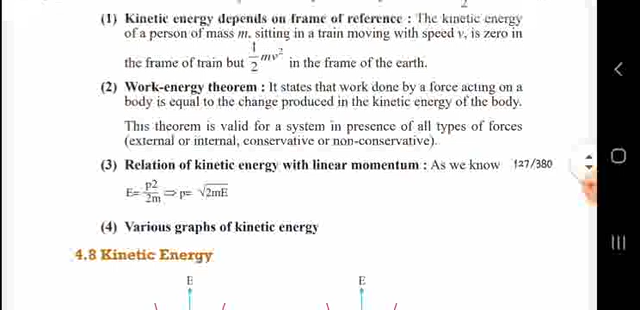 (1) Kinetic energy depends on frame of reference : The kinetic energy
of a person of mass m, sitting in a train moving with speed v, is zero in
the frame of train but 1/2 mv² in the frame of the earth.
(2) Work-energy theorem : It states that work done by a force acting on a
body is equal to the change produced in the kinetic energy of the body.
This theorem is valid for a system in presence of all types of forces
(external or internal, conservative or non-conservative).
(3) Relation of kinetic energy with linear momentum : As we know 127/380
E= p2/2m ⇒ p= √2mE
(4) Various graphs of kinetic energy
4.8 Kinetic Energy
E E